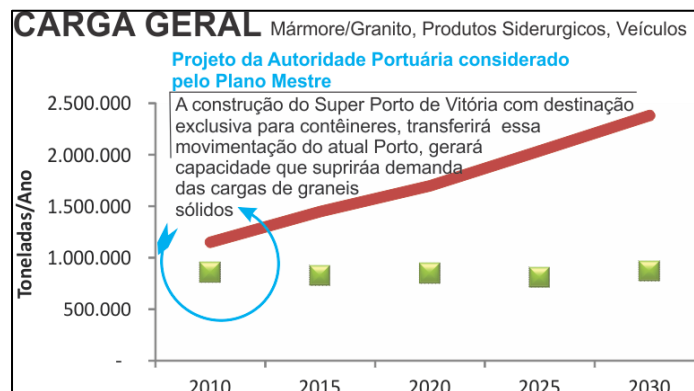 CARGA GERAL Mármore/Granito, Produtos Siderurgicos, Veículos
Projeto da Autoridade Portuária considerado
pelo Plano Mestre
A construção do Super Porto de Vitória com destinação
exclusiva para contêineres, transferirá essa
movimentação do atual Porto, gerará
capacidade que supriráa demanda
das cargas de graneis
sólidos
Toneladas/Ano
2.500.000
2.000.000
1.500.000
1.000.000
500.000
-
2010 2015 2020 2025 2030